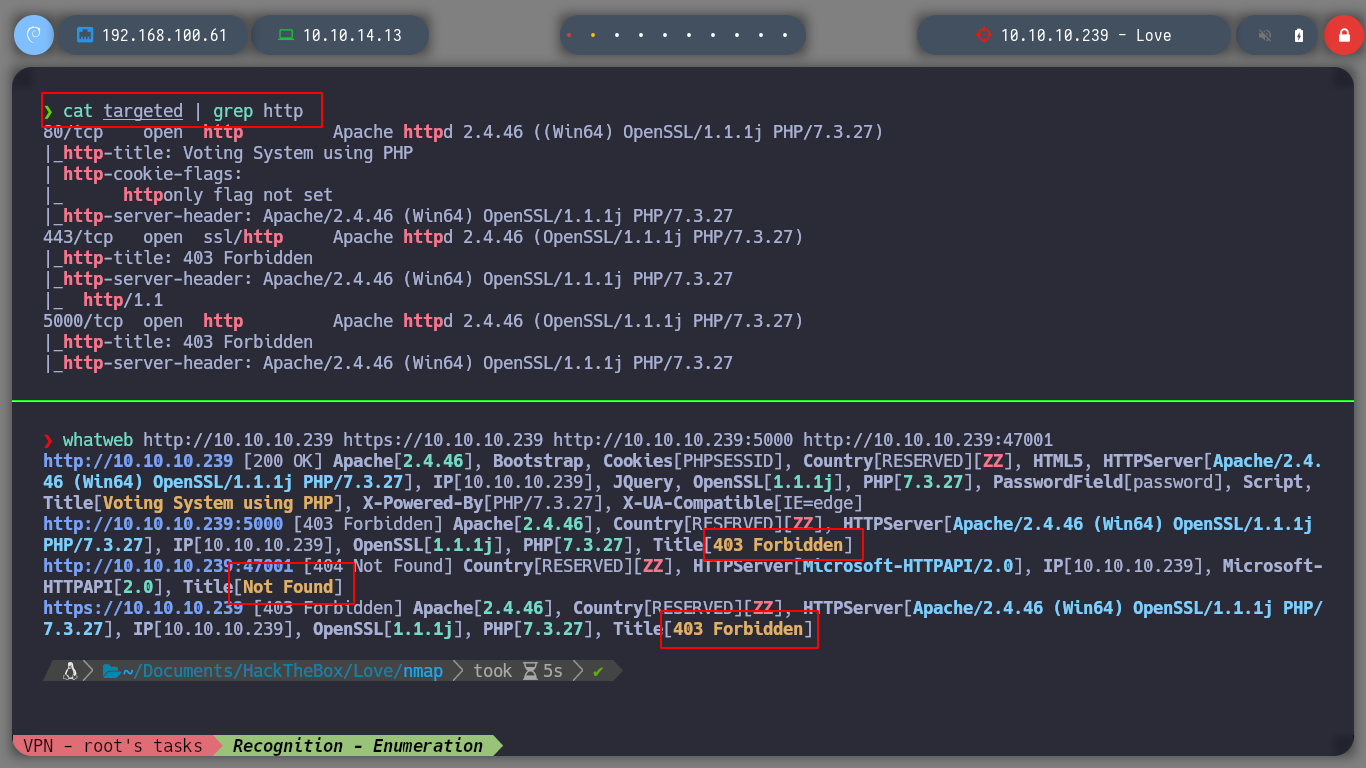 192.168.100.61
10.10.14.13
10.10.10.239 - Love
❯ cat targeted | grep http
80/tcp    open  http         Apache httpd 2.4.46 ((Win64) OpenSSL/1.1.1j PHP/7.3.27)
|_http-title: Voting System using PHP
| http-cookie-flags:
|_      httponly flag not set
|_http-server-header: Apache/2.4.46 (Win64) OpenSSL/1.1.1j PHP/7.3.27
443/tcp   open  ssl/http     Apache httpd 2.4.46 (OpenSSL/1.1.1j PHP/7.3.27)
|_http-title: 403 Forbidden
|_http-server-header: Apache/2.4.46 (Win64) OpenSSL/1.1.1j PHP/7.3.27
|_  http/1.1
5000/tcp  open  http         Apache httpd 2.4.46 (OpenSSL/1.1.1j PHP/7.3.27)
|_http-title: 403 Forbidden
|_http-server-header: Apache/2.4.46 (Win64) OpenSSL/1.1.1j PHP/7.3.27
❯ whatweb http://10.10.10.239 https://10.10.10.239 http://10.10.10.239:5000 http://10.10.10.239:47001
http://10.10.10.239 [200 OK] Apache[2.4.46], Bootstrap, Cookies[PHPSESSID], Country[RESERVED][ZZ], HTML5, HTTPServer[Apache/2.4.
46 (Win64) OpenSSL/1.1.1j PHP/7.3.27], IP[10.10.10.239], JQuery, OpenSSL[1.1.1j], PHP[7.3.27], PasswordField[password], Script,
Title[Voting System using PHP], X-Powered-By[PHP/7.3.27], X-UA-Compatible[IE=edge]
http://10.10.10.239:5000 [403 Forbidden] Apache[2.4.46], Country[RESERVED][ZZ], HTTPServer[Apache/2.4.46 (Win64) OpenSSL/1.1.1j
PHP/7.3.27], IP[10.10.10.239], OpenSSL[1.1.1j], PHP[7.3.27], Title[403 Forbidden]
http://10.10.10.239:47001 [404 Not Found] Country[RESERVED][ZZ], HTTPServer[Microsoft-HTTPAPI/2.0], IP[10.10.10.239], Microsoft-
HTTPAPI[2.0], Title[Not Found]
https://10.10.10.239 [403 Forbidden] Apache[2.4.46], Country[RESERVED][ZZ], HTTPServer[Apache/2.4.46 (Win64) OpenSSL/1.1.1j PHP/
7.3.27], IP[10.10.10.239], OpenSSL[1.1.1j], PHP[7.3.27], Title[403 Forbidden]
~/Documents/HackTheBox/Love/nmap took 5s ✔
VPN - root's tasks Recognition - Enumeration